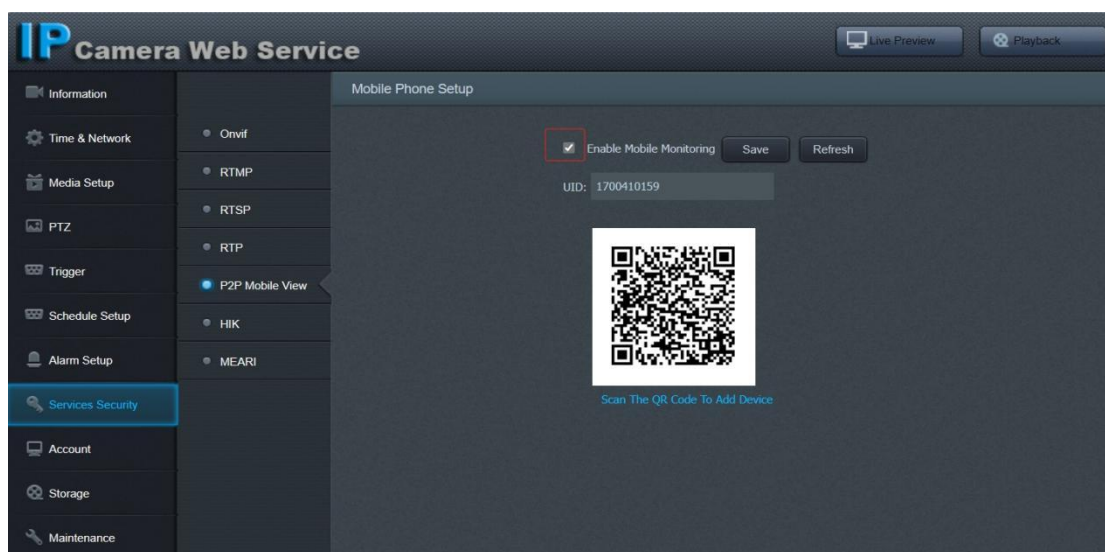 IP Camera Web Service
Live Preview
Playback
Information
Time & Network
Media Setup
PTZ
Trigger
Schedule Setup
Alarm Setup
Services Security
Account
Storage
Maintenance
Onvif
RTMP
RTSP
RTP
P2P Mobile View
HIK
MEARI
Mobile Phone Setup
Enable Mobile Monitoring Save Refresh
UID: 1700410159
Scan The QR Code To Add Device